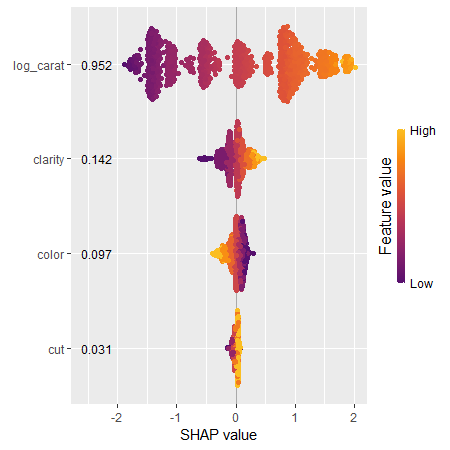 log_carat 0.952
clarity 0.142
color 0.097
cut 0.031
-2 -1 0 1 2
SHAP value
High
Feature value
Low